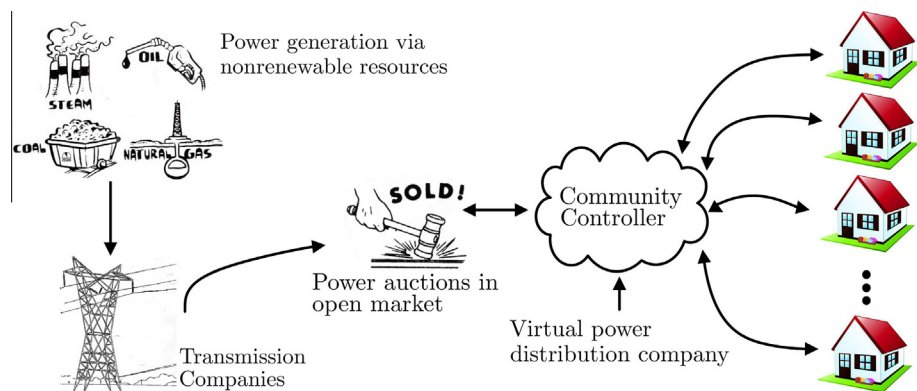 Power generation via
nonrenewable resources
OIL
STEAM
COAL
NATURAL GAS
SOLD!
Power auctions in
open market
Community
Controller
Virtual power
distribution company
Transmission
Companies